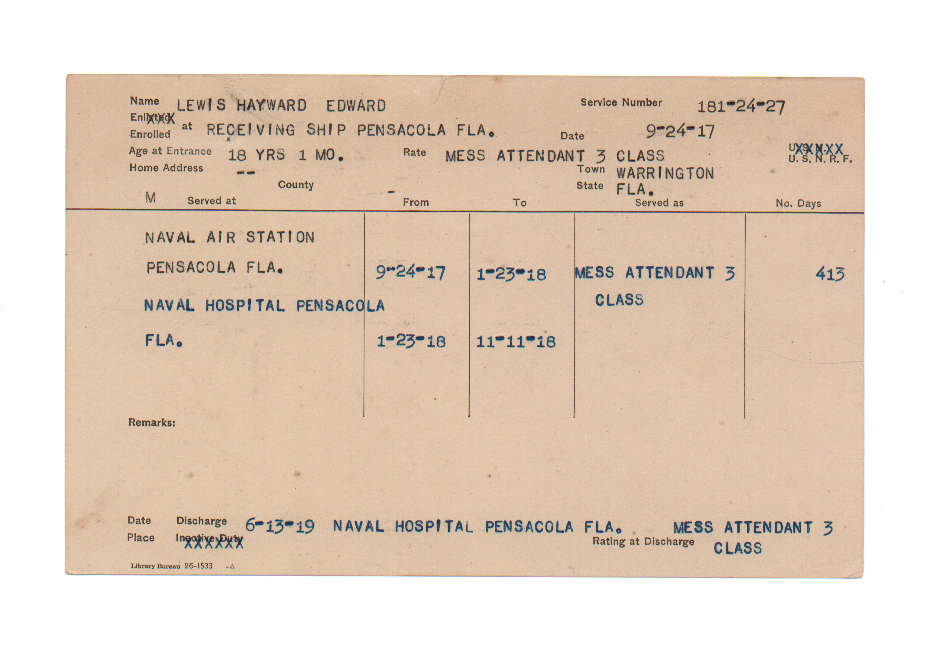 Name LEWIS HAYWARD EDWARD Service Number 181-24-27
Enlisted XXX
Enrolled at RECEIVING SHIP PENSACOLA FLA. Date 9-24-17
Age at Entrance 18 YRS 1 MO. Rate MESS ATTENDANT 3 CLASS U.S.N. XX
U. S. N. R. F.
Home Address -- Town WARRINGTON
County - State FLA.
M Served at From To Served as No. Days
NAVAL AIR STATION
PENSACOLA FLA. 9-24-17 1-23-18 MESS ATTENDANT 3 413
NAVAL HOSPITAL PENSACOLA CLASS
FLA. 1-23-18 11-11-18
Remarks:
Date Discharge 6-13-19 NAVAL HOSPITAL PENSACOLA FLA. MESS ATTENDANT 3
Place Inactive Duty XXXXXX Rating at Discharge CLASS
Library Bureau 26-1533